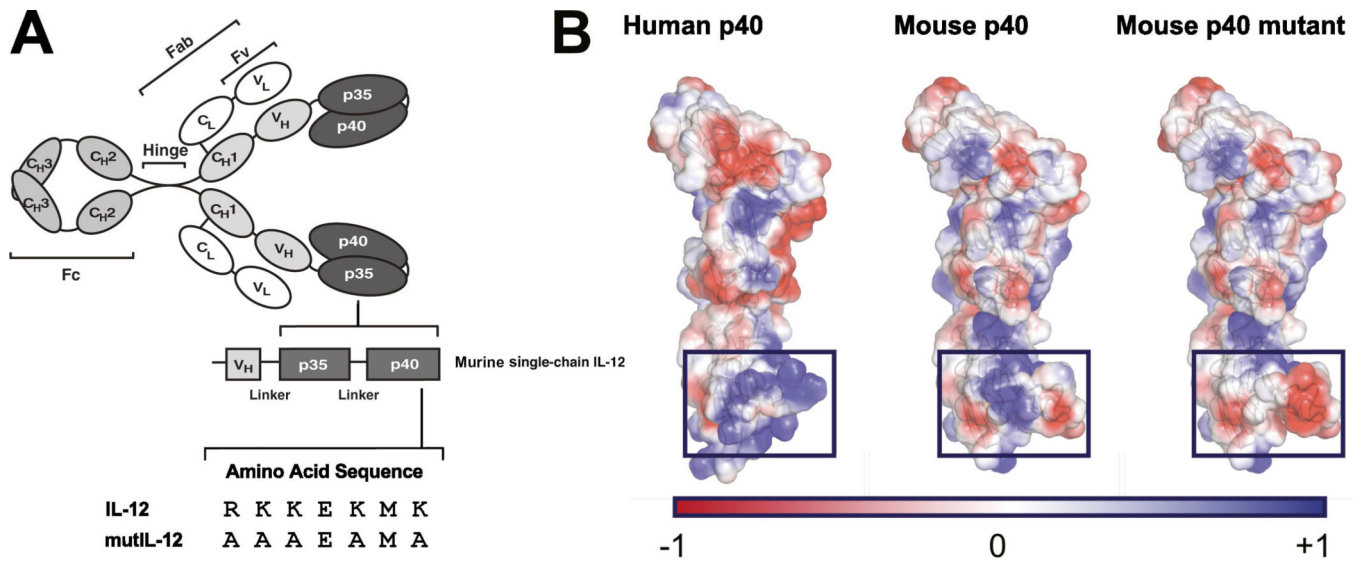 A
Fab
Fv
VL
CL
VH
p35
p40
CH1
Hinge
CH2
CH3
CH3
CH2
CH1
CL
VH
VL
p40
p35
Fc
VH
p35
p40
Murine single-chain IL-12
Linker
Linker
Amino Acid Sequence
IL-12 R K K E K M K
mutIL-12 A A A E A M A
B
Human p40
Mouse p40
Mouse p40 mutant
-1
0
+1